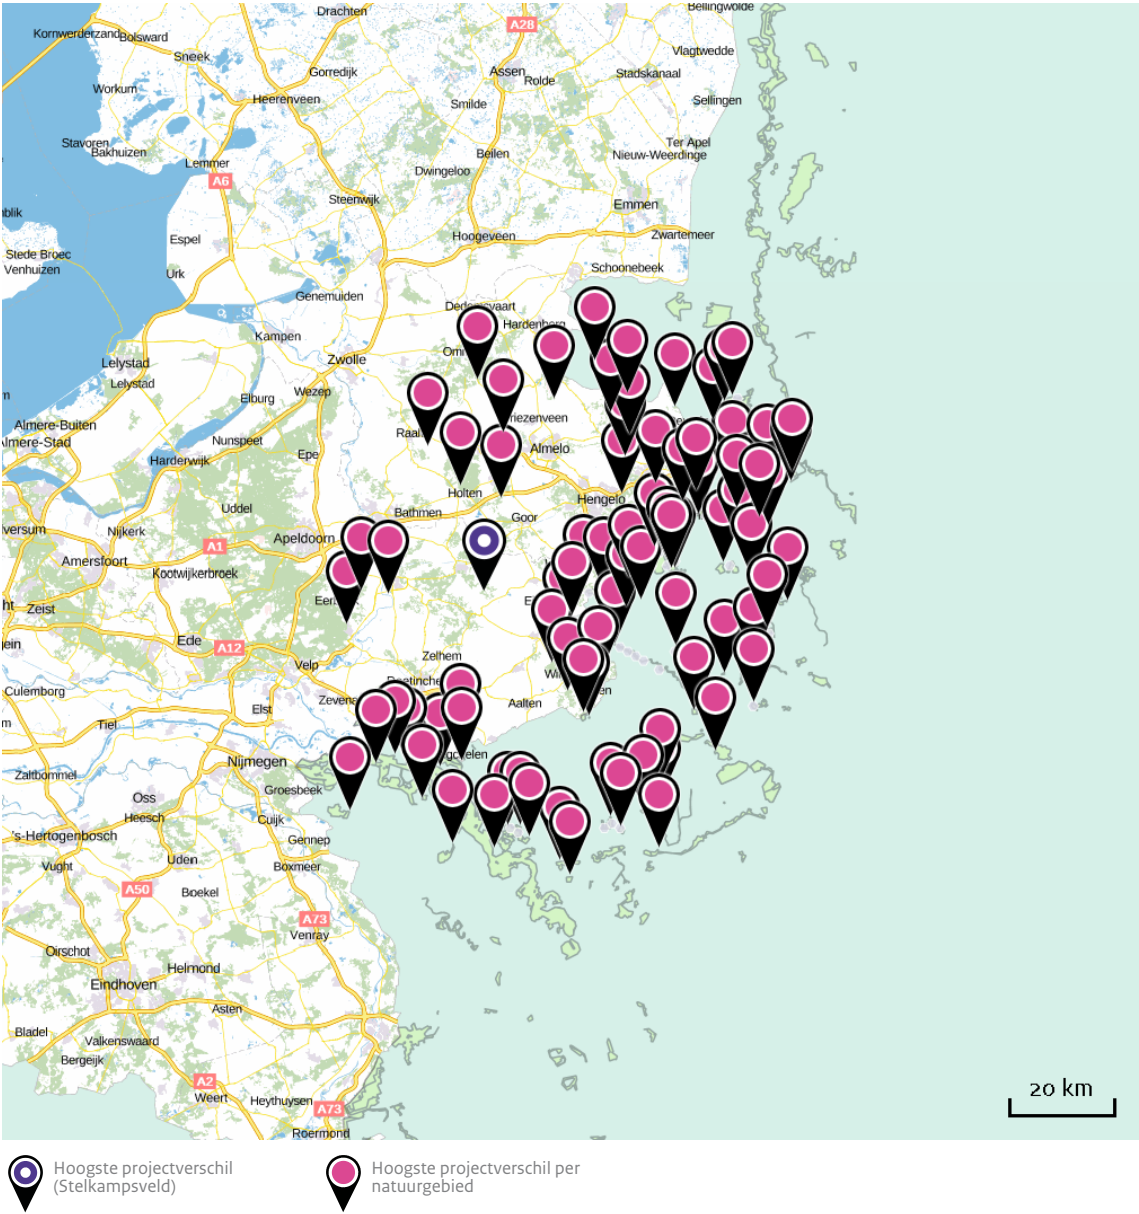 Drachten
Bellingwolde
A28
Kornwerderzand
Bolsward
Sneek
Vlagtwedde
Gorredijk
Assen
Rolde
Stadskanaal
Workum
Heerenveen
Smilde
Sellingen
Stavoren
Bakhuizen
Lemmer
Beilen
Ter Apel
Nieuw-Weerdinge
A6
Dwingeloo
Steenwijk
Emmen
Espel
Hoogeveen
Zwartemeer
Stede Broec
Venhuizen
Urk
Schoonebeek
Genemuiden
Hardenberg
Kampen
Zwolle
Lelystad
Lelystad
Wezep
Elburg
Almere-Buiten
Almere-Stad
Nunspeet
Epe
Almelo
Harderwijk
Holten
Hengelo
Uddel
Bathmen
Goor
Nijkerk
A1
Apeldoorn
Amersfoort
Kootwijkerbroek
Zeist
Ede
A12
Velp
Zelhem
Culemborg
Elst
Aalten
Tiel
Nijmegen
Zaltbommel
Groesbeek
Oss
Heesch
Cuijk
's-Hertogenbosch
Gennep
Vught
Uden
Boxmeer
A50
Boekel
A73
Venray
Oirschot
Helmond
Eindhoven
Asten
Bladel
Valkenswaard
Bergeijk
A2
Weert
Heythuysen
A73
Roermond
20 km
Hoogste projectverschil
(Stelkampsveld)
Hoogste projectverschil per
natuurgebied